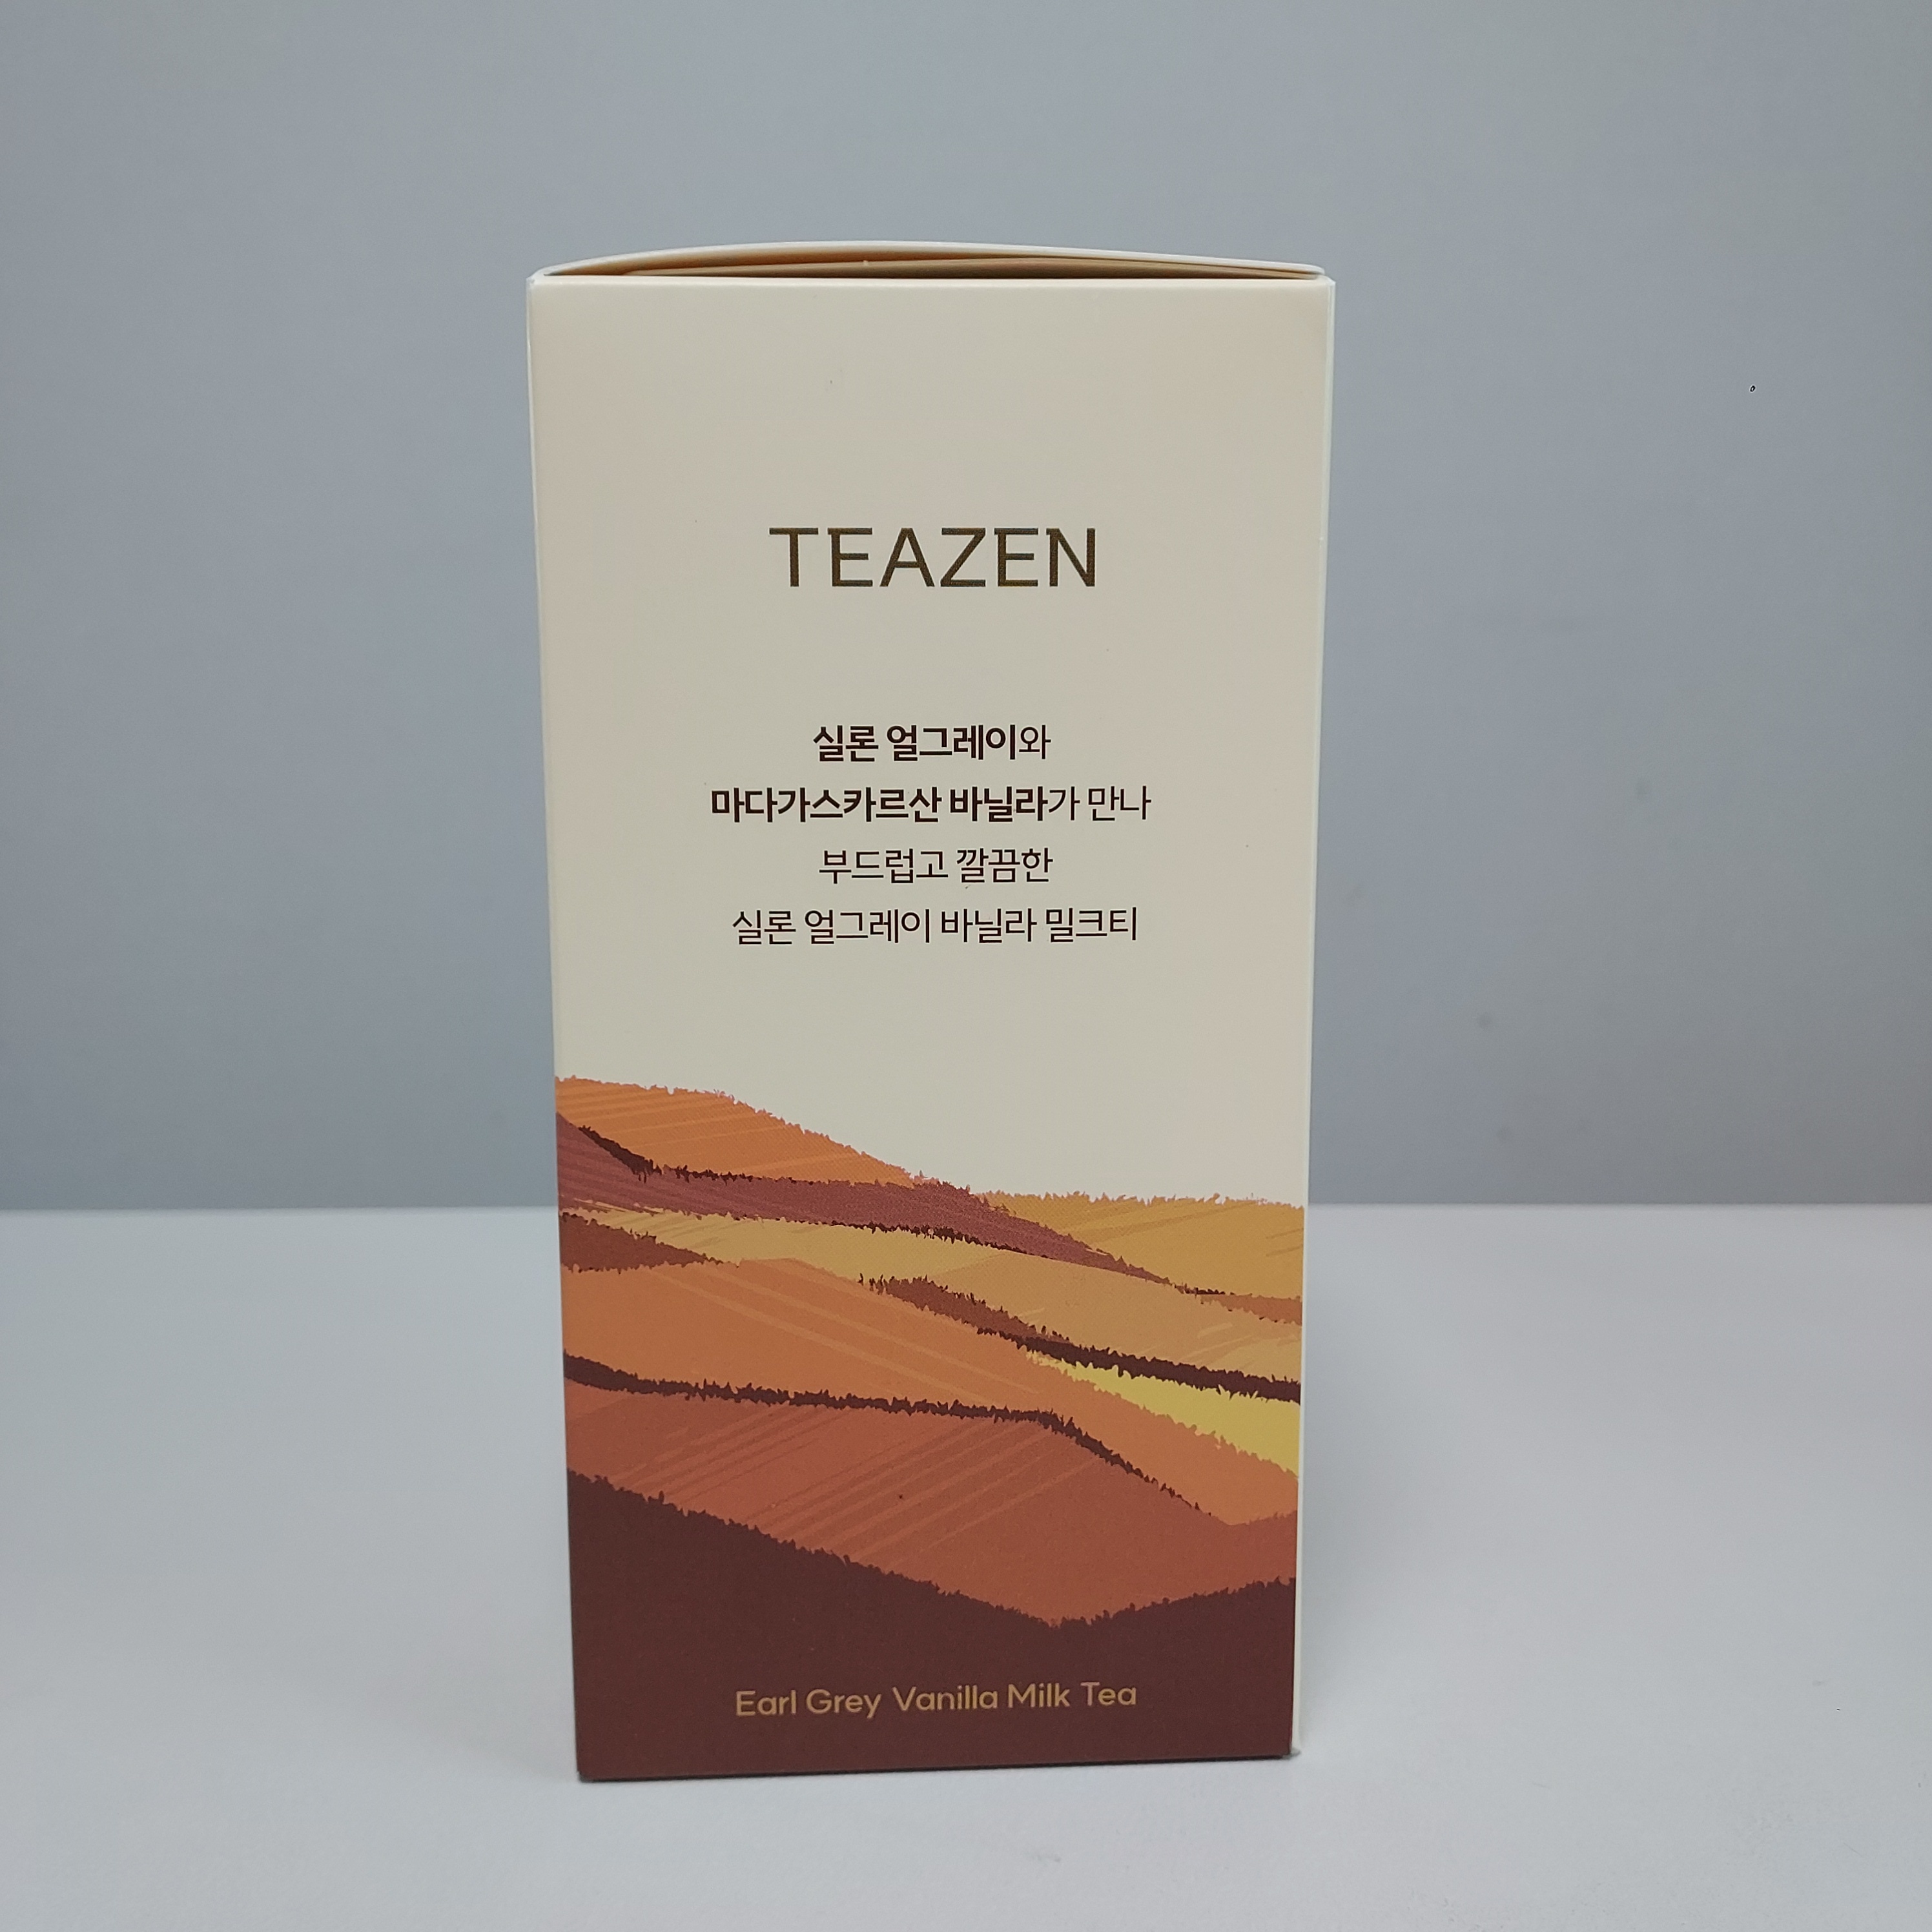 TEAZEN
실론 얼그레이와
마다가스카르산 바닐라가 만나
부드럽고 깔끔한
실론 얼그레이 바닐라 밀크티
Earl Grey Vanilla Milk Tea